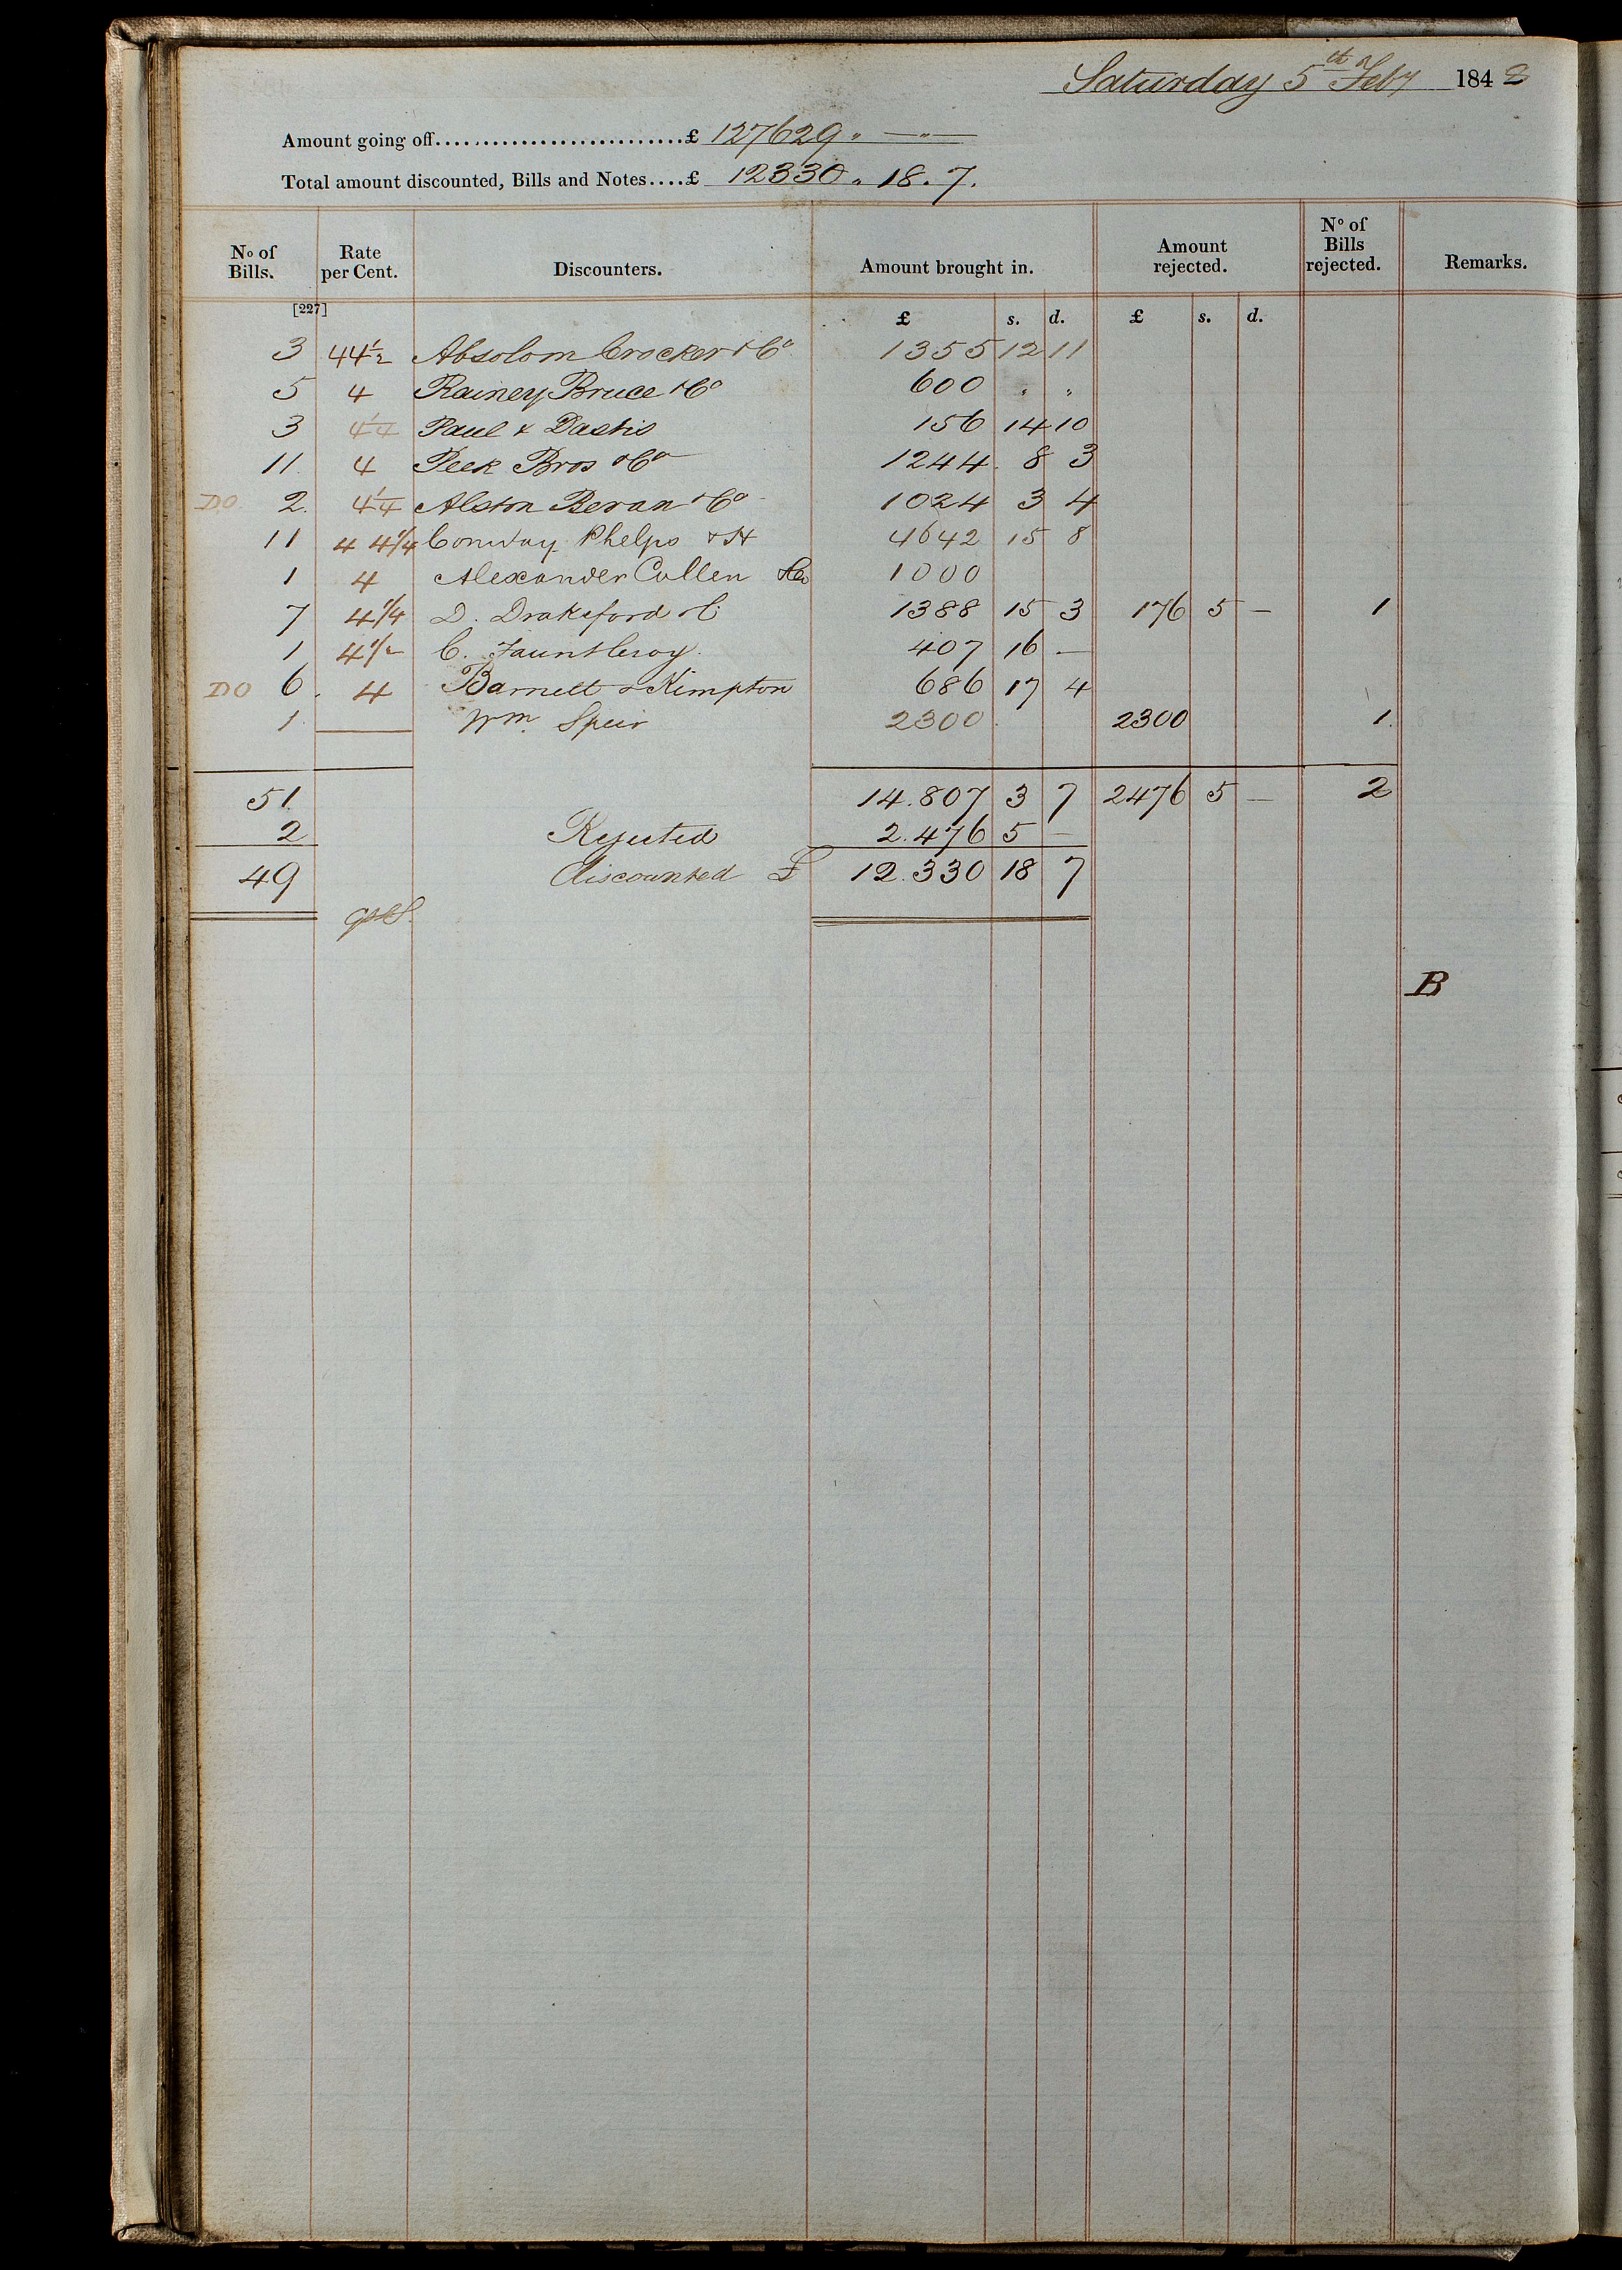 Saturday 5th Feby 1848
Amount going off...........................£ 127629 " — " —
Total amount discounted, Bills and Notes....£ 12330 . 18 . 7.
No of Bills. Rate per Cent. Discounters. Amount brought in. Amount rejected. No of Bills rejected. Remarks.
[227]
£ s. d. £ s. d.
3 4 4½ Absolom Crocker & Co 1355 12 11
5 4 Rainey Bruce & Co 600 " "
3 4¼ Paul & Dastis 156 14 10
11 4 Peek Bros & Co 1244 8 3
DO 2. 4¼ Alston Bevan & Co 1024 3 4
11 4 4¼ Conway Phelps & H 4642 15 8
1 4 Alexander Cullen & Co 1000
7 4¼ D. Drakeford & C 1388 15 3 176 5 — 1
1 4½ C. Fauntleroy. 407 16 —
DO 6. 4 Barnett & Kimpton 686 17 4
1. — Wm. Speir 2300 2300 1.
51. 14.807 3 7 2476 5 — 2
2 Rejected 2.476 5 —
49 discounted £ 12.330 18 7
B